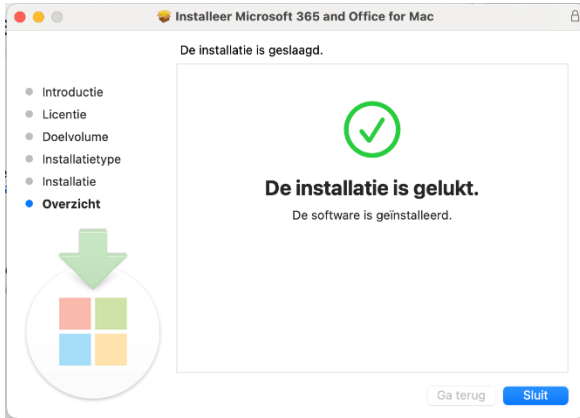 Installeer Microsoft 365 and Office for Mac
De installatie is geslaagd.
Introductie
Licentie
Doelvolume
Installatietype
Installatie
Overzicht
De installatie is gelukt.
De software is geïnstalleerd.
Ga terug
Sluit